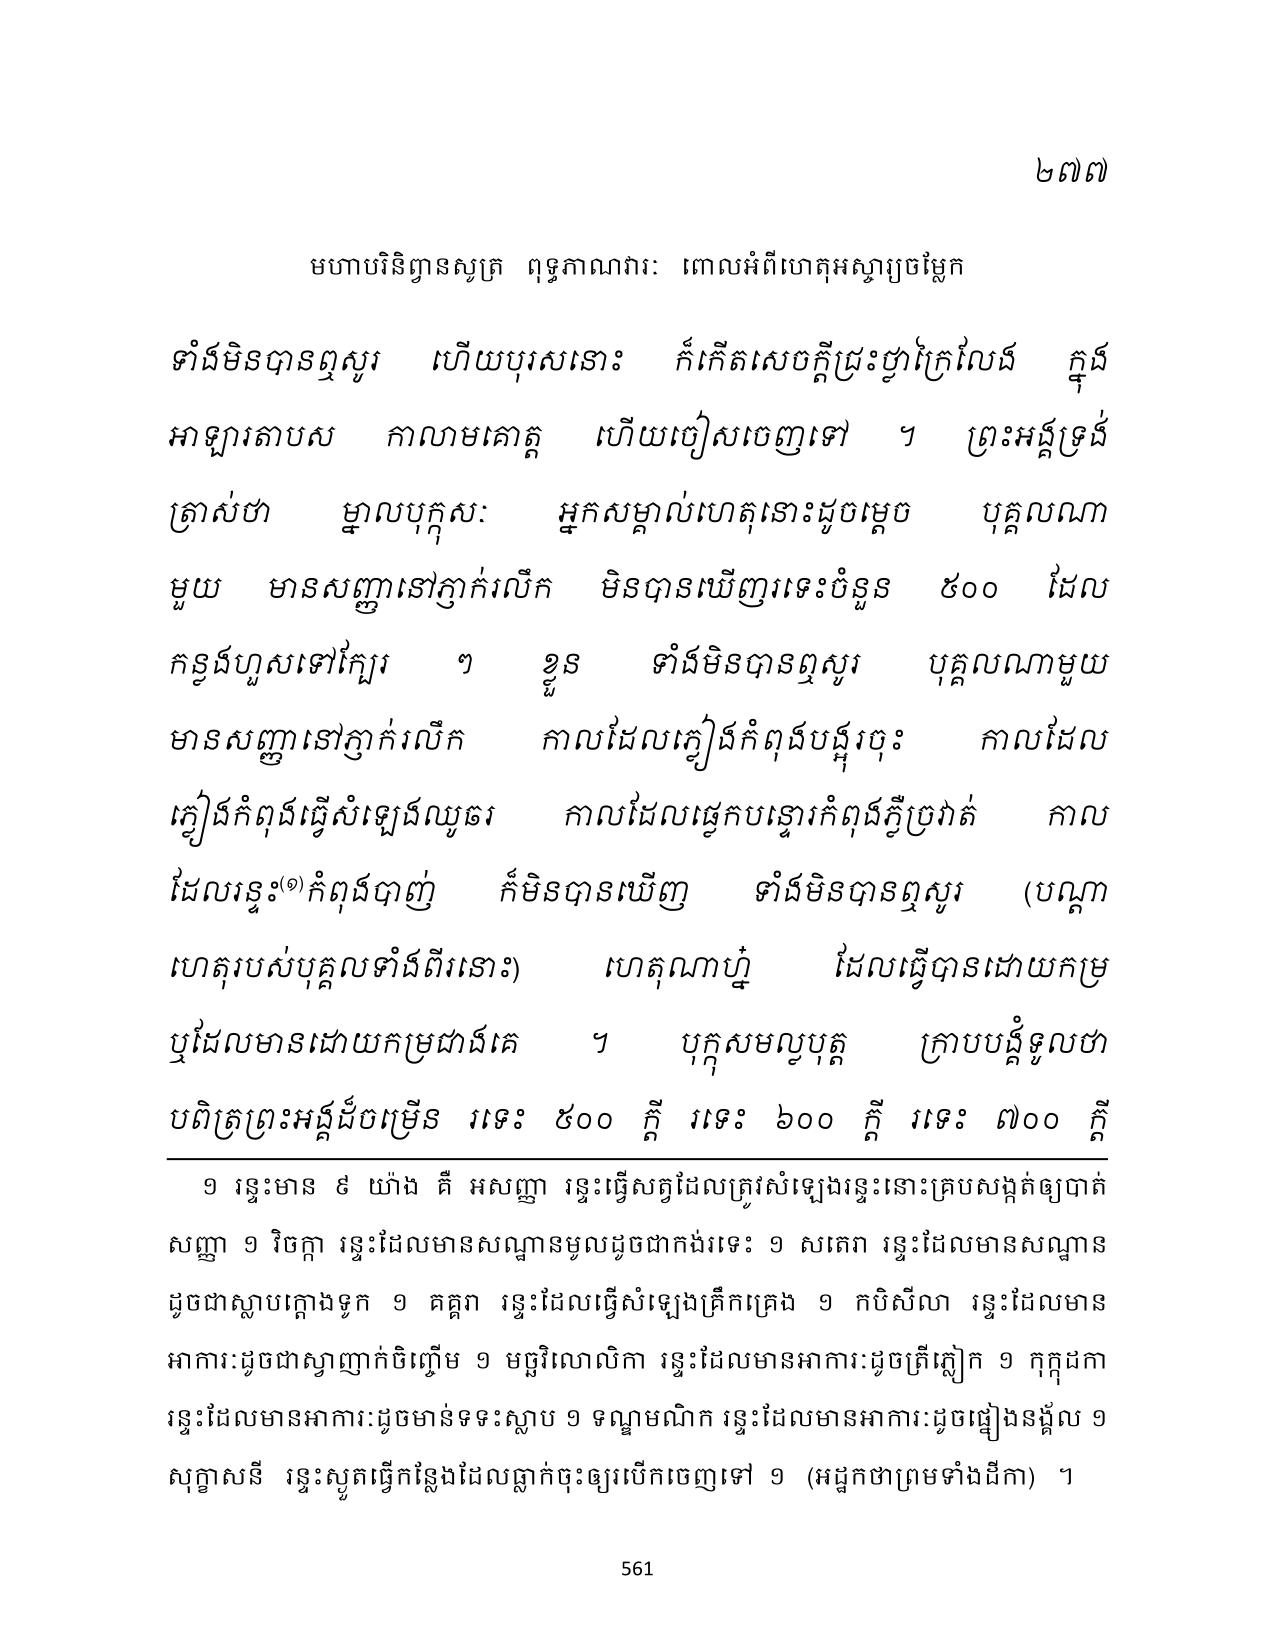 ២៧៧
មហាបរិនិព្វានសូត្រ ពុទ្ធភាណវារៈ ពោលអំពីហេតុអស្ចារ្យចម្លែក
ទាំងមិនបានឮសូរ ហើយបុរសនោះ ក៏កើតសេចក្តីជ្រះថ្លាក្រៃលែង ក្នុង
អាឡារតាបស កាលាមគោត្ត ហើយចៀសចេញទៅ ។ ព្រះអង្គទ្រង់
ត្រាស់ថា ម្នាលបុក្កុសៈ អ្នកសម្គាល់ហេតុនោះដូចម្តេច បុគ្គលណា
មួយ មានសញ្ញានៅភ្ញាក់រលឹក មិនបានឃើញរទេះចំនួន ៥០០ ដែល
កន្លងហួសទៅក្បែរ ៗ ខ្លួន ទាំងមិនបានឮសូរ បុគ្គលណាមួយ
មានសញ្ញានៅភ្ញាក់រលឹក កាលដែលភ្លៀងកំពុងបង្អុរចុះ កាលដែល
ភ្លៀងកំពុងធ្វើសំឡេងឈូឆរ កាលដែលផ្លេកបន្ទោរកំពុងភ្លឺច្រវាត់ កាល
ដែលរន្ទះ(១)កំពុងបាញ់ ក៏មិនបានឃើញ ទាំងមិនបានឮសូរ (បណ្តា
ហេតុរបស់បុគ្គលទាំងពីរនោះ) ហេតុណាហ្ន៎ ដែលធ្វើបានដោយកម្រ
ឬដែលមានដោយកម្រជាងគេ ។ បុក្កុសមល្លបុត្ត ក្រាបបង្គំទូលថា
បពិត្រព្រះអង្គដ៏ចម្រើន រទេះ ៥០០ ក្តី រទេះ ៦០០ ក្តី រទេះ ៧០០ ក្តី
១ រន្ទះមាន ៩ យ៉ាង គឺ អសញ្ញា រន្ទះធ្វើសត្វដែលត្រូវសំឡេងរន្ទះនោះគ្របសង្កត់ឲ្យបាត់
សញ្ញា ១ វិចក្កា រន្ទះដែលមានសណ្ឋានមូលដូចជាកង់រទេះ ១ សតេរា រន្ទះដែលមានសណ្ឋាន
ដូចជាស្លាបក្តោងទូក ១ គគ្គរា រន្ទះដែលធ្វើសំឡេងគ្រឹកគ្រេង ១ កបិសីលា រន្ទះដែលមាន
អាការៈដូចជាស្វាញាក់ចិញ្ចើម ១ មច្ឆវិលោលិកា រន្ទះដែលមានអាការៈដូចត្រីភ្លៀក ១ កុក្កុដកា
រន្ទះដែលមានអាការៈដូចមាន់ទទះស្លាប ១ ទណ្ឌមណិក រន្ទះដែលមានអាការៈដូចផ្នៀងនង្គ័ល ១
សុក្ខាសនី រន្ទះស្ងួតធ្វើកន្លែងដែលធ្លាក់ចុះឲ្យរបើកចេញទៅ ១ (អដ្ឋកថាព្រមទាំងដីកា) ។
561